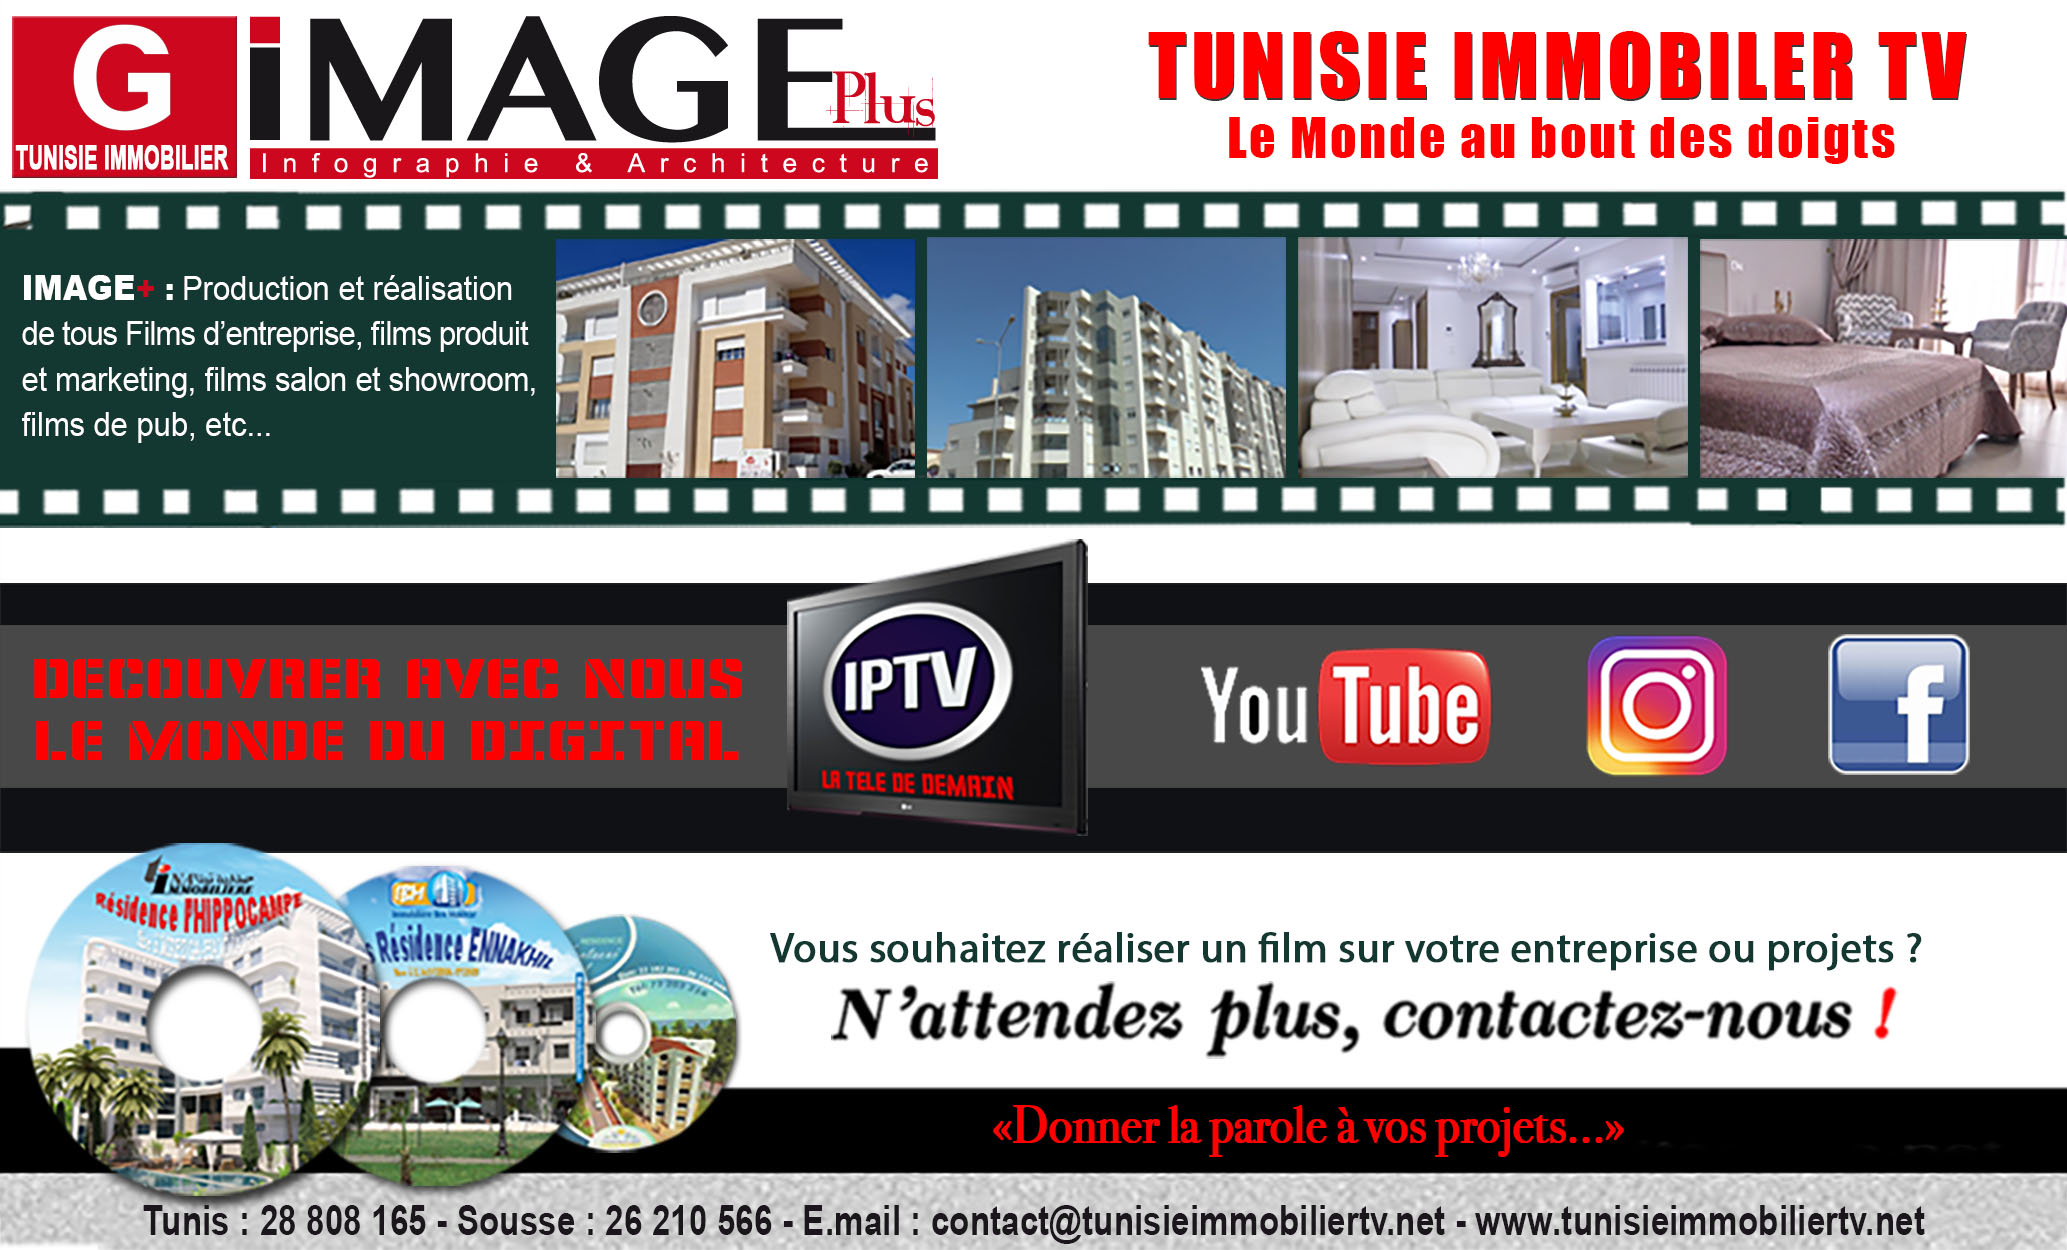 G
TUNISIE IMMOBILIER
iMAGE Plus
Infographie & Architecture
TUNISIE IMMOBILER TV
Le Monde au bout des doigts
IMAGE+ : Production et réalisation
de tous Films d’entreprise, films produit
et marketing, films salon et showroom,
films de pub, etc...
DECOUVRER AVEC NOUS
LE MONDE DU DIGITAL
IPTV
LA TELE DE DEMAIN
LG
YouTube
f
IMMOBILIERE
Résidence l'HIPPOCAMPE
Résidence ENNAKHIL
RESIDENCE
Vous souhaitez réaliser un film sur votre entreprise ou projets ?
N’attendez plus, contactez-nous !
«Donner la parole à vos projets...»
Tunis : 28 808 165 - Sousse : 26 210 566 - E.mail : contact@tunisieimmobiliertv.net - www.tunisieimmobiliertv.net